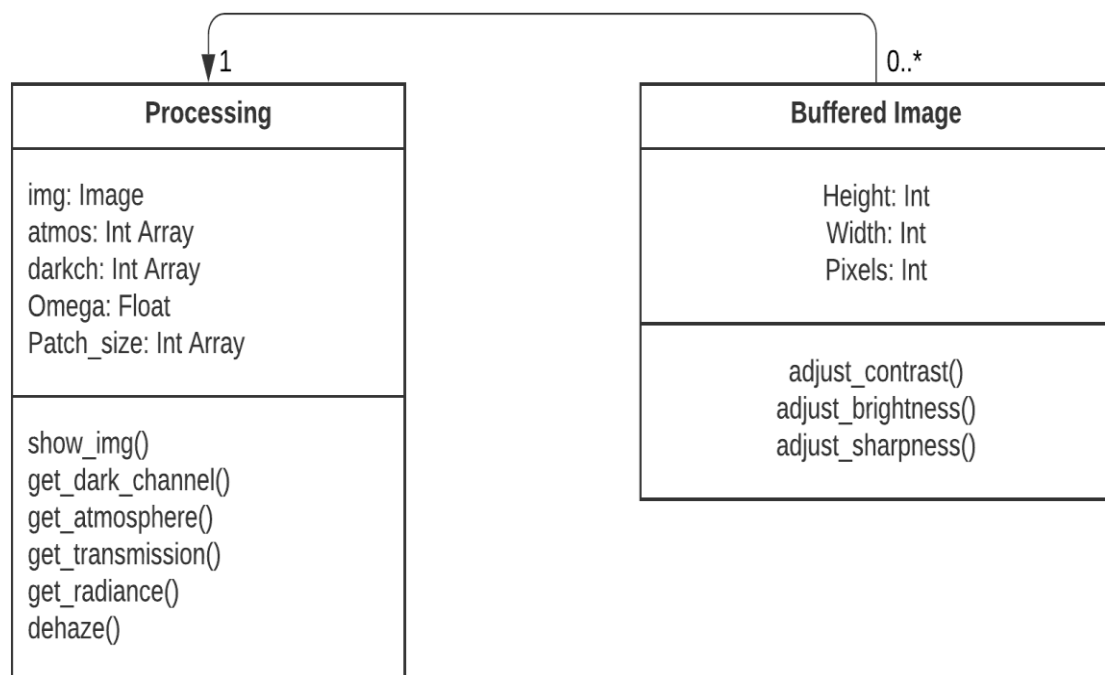 1
0..*
Processing
img: Image
atmos: Int Array
darkch: Int Array
Omega: Float
Patch_size: Int Array
show_img()
get_dark_channel()
get_atmosphere()
get_transmission()
get_radiance()
dehaze()
Buffered Image
Height: Int
Width: Int
Pixels: Int
adjust_contrast()
adjust_brightness()
adjust_sharpness()